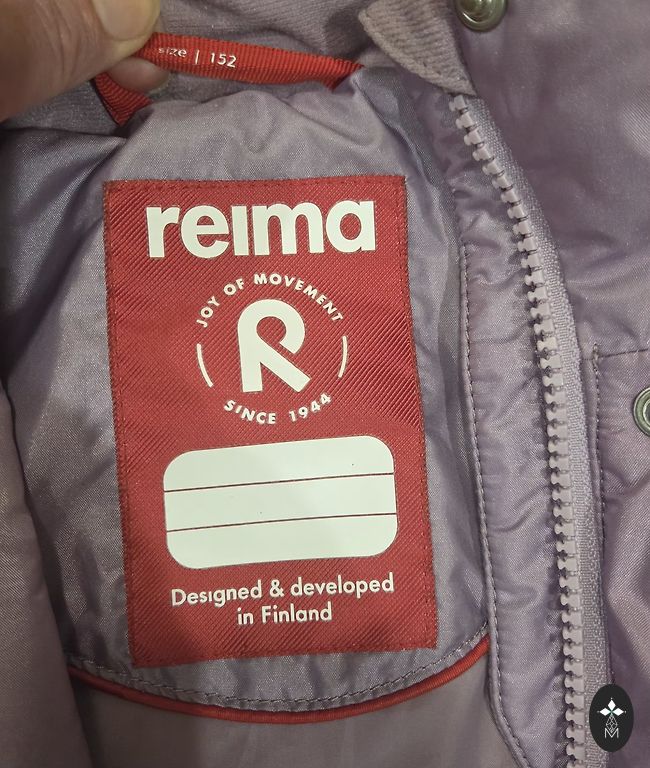 size | 152
reima
JOY OF MOVEMENT
R
SINCE 1944
Designed & developed
in Finland
M